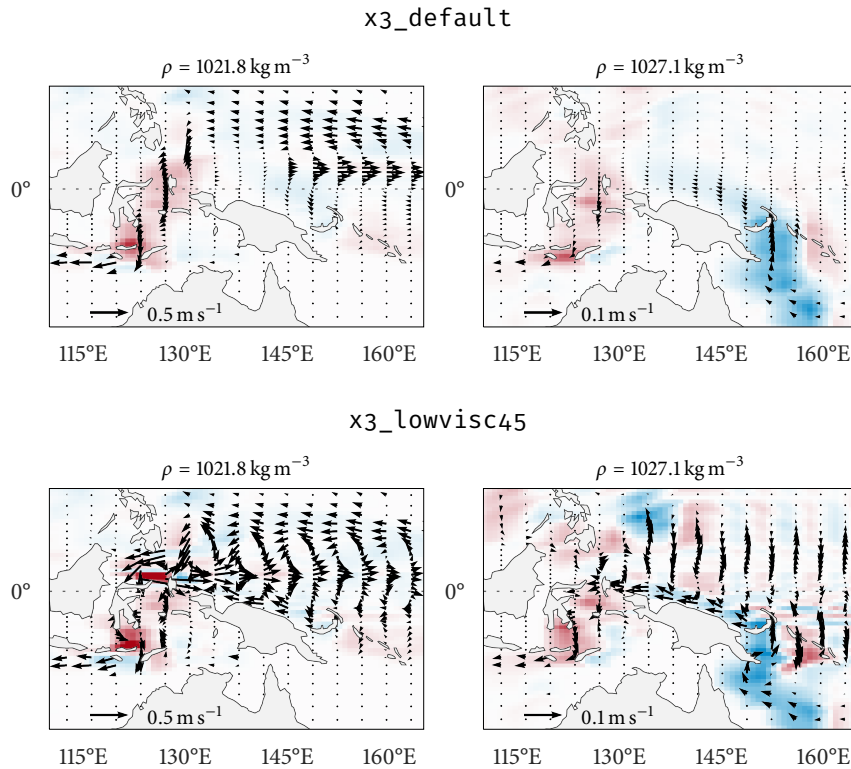 x3_default
ρ = 1021.8 kg m⁻³
ρ = 1027.1 kg m⁻³
0°
0.5 m s⁻¹
0.1 m s⁻¹
115°E 130°E 145°E 160°E
115°E 130°E 145°E 160°E
x3_lowvisc45
ρ = 1021.8 kg m⁻³
ρ = 1027.1 kg m⁻³
0°
0.5 m s⁻¹
0.1 m s⁻¹
115°E 130°E 145°E 160°E
115°E 130°E 145°E 160°E